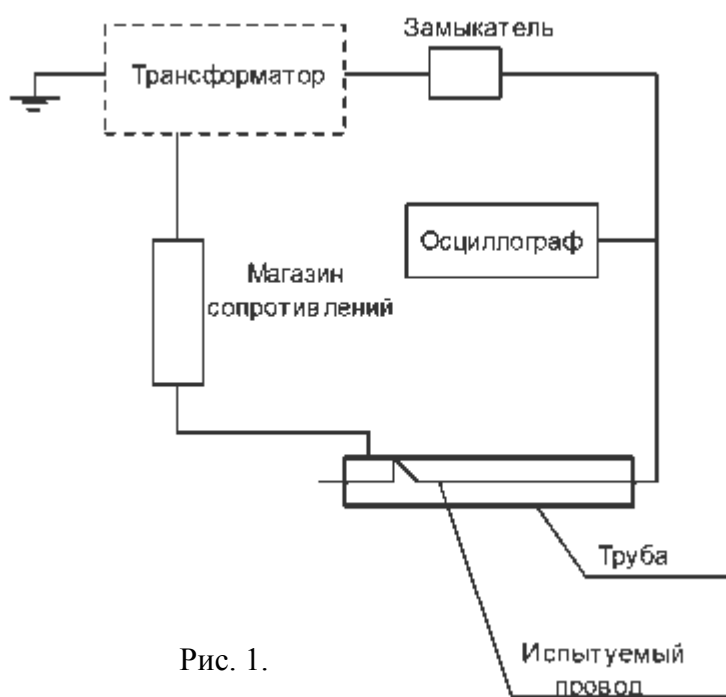 Замыкатель
Трансформатор
Осциллограф
Магазин
сопротивлений
Труба
Рис. 1.
Испытуемый
провод